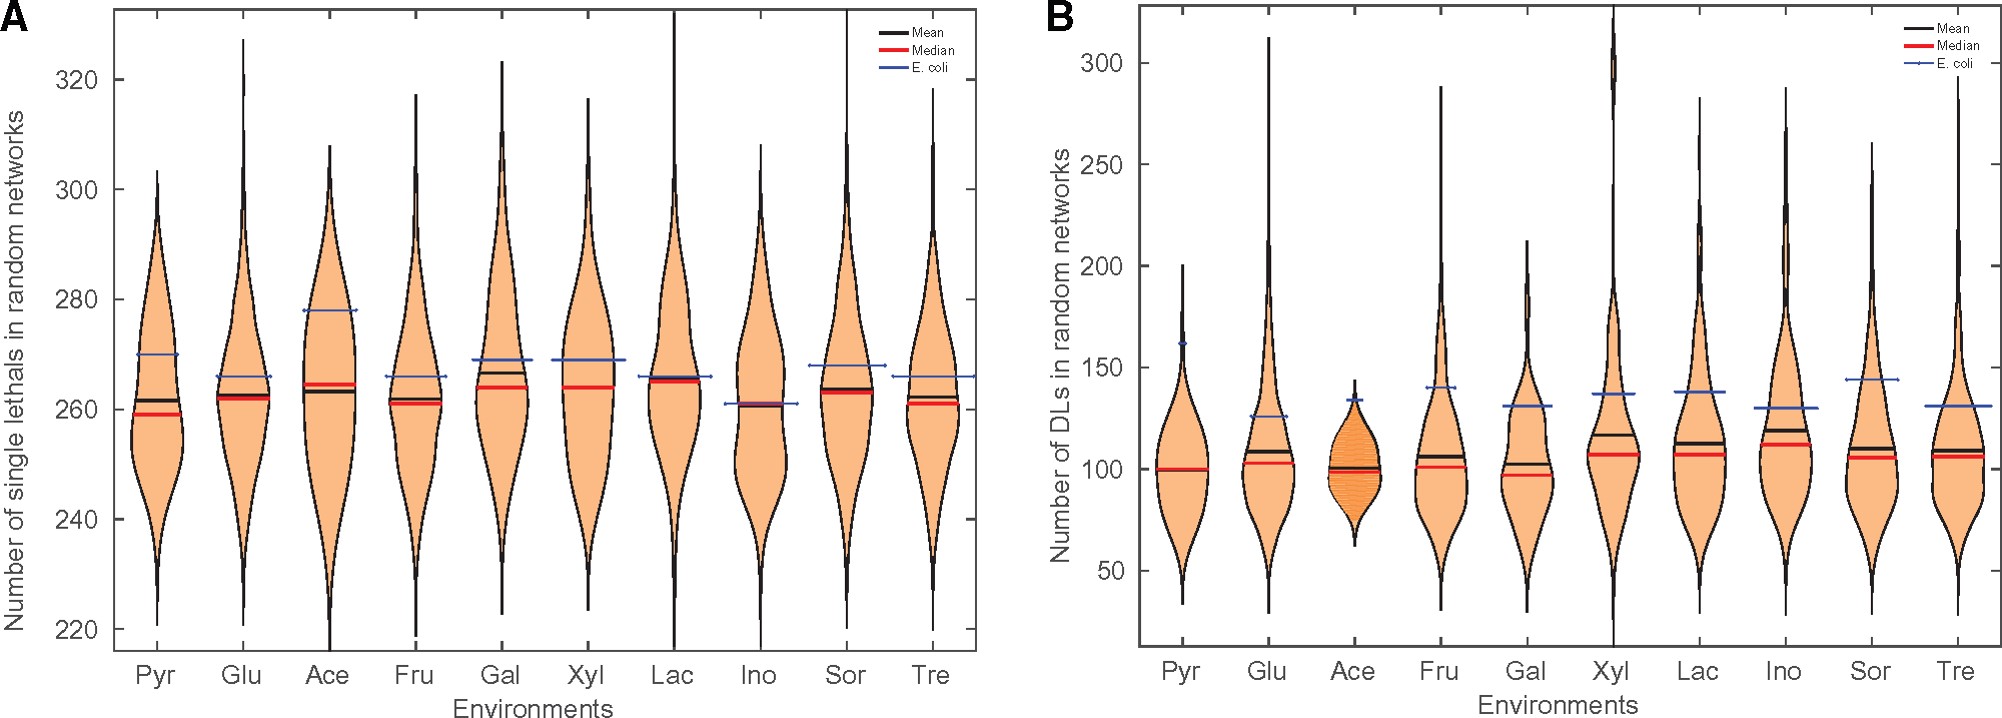 A
Number of single lethals in random networks
320
300
280
260
240
220
Mean
Median
E. coli
Pyr Glu Ace Fru Gal Xyl Lac Ino Sor Tre
Environments
B
Number of DLs in random networks
300
250
200
150
100
50
Mean
Median
E. coli
Pyr Glu Ace Fru Gal Xyl Lac Ino Sor Tre
Environments